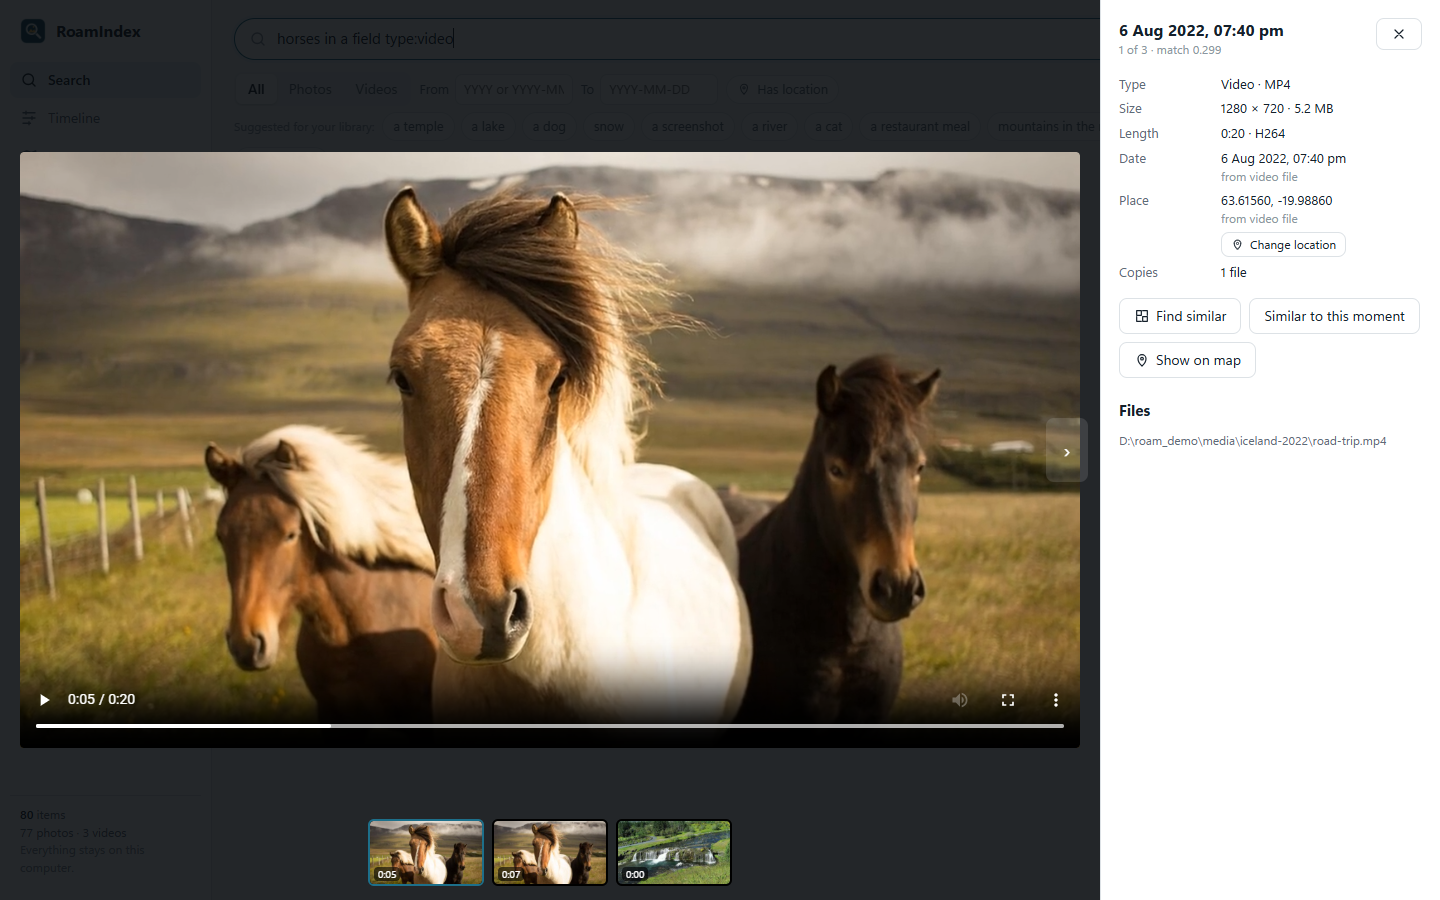 RoamIndex
Search
Timeline
horses in a field type:video
All
Photos
Videos
From
YYYY or YYYY-MM
To
YYYY-MM-DD
Has location
Suggested for your library:
a temple
a lake
a dog
snow
a screenshot
a river
a cat
a restaurant meal
mountains in the
0:05 / 0:20
0:05
0:07
0:00
80 items
77 photos · 3 videos
Everything stays on this
computer.
6 Aug 2022, 07:40 pm
1 of 3 · match 0.299
Type
Video · MP4
Size
1280 × 720 · 5.2 MB
Length
0:20 · H264
Date
6 Aug 2022, 07:40 pm
from video file
Place
63.61560, -19.98860
from video file
Change location
Copies
1 file
Find similar
Similar to this moment
Show on map
Files
D:\roam_demo\media\iceland-2022\road-trip.mp4